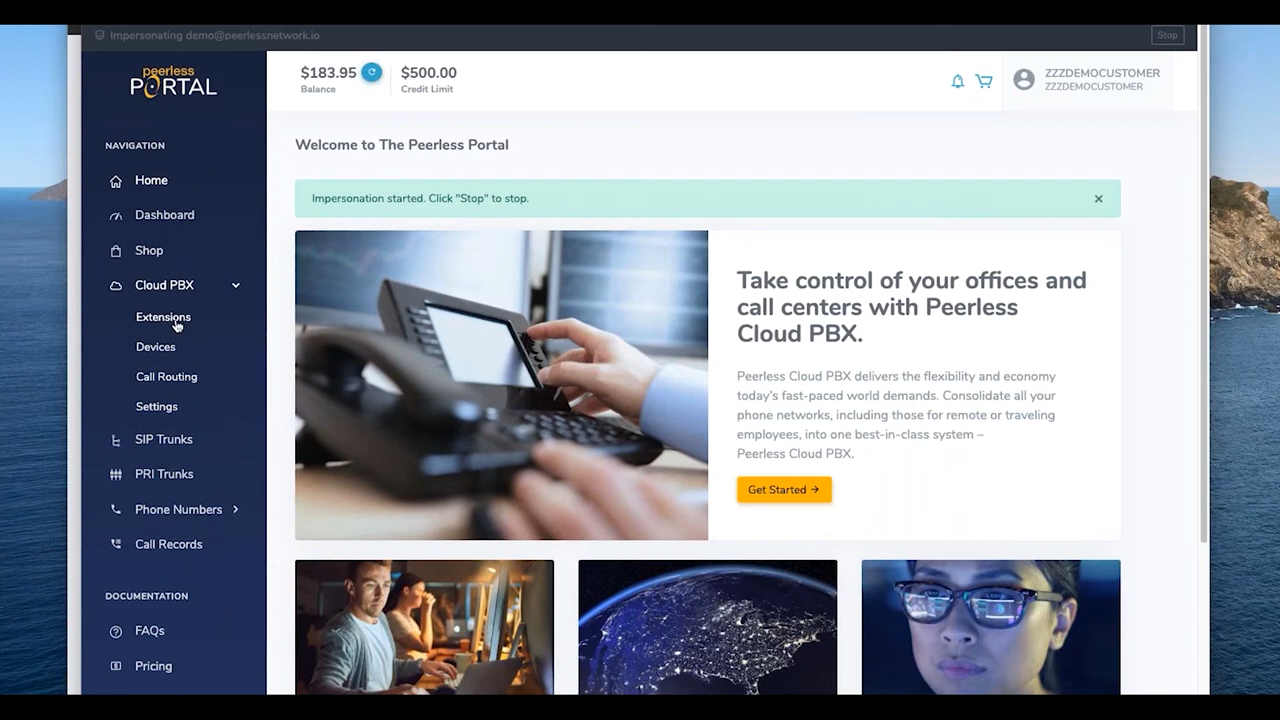 Impersonating demo@peerlessnetwork.io
Stop
peerless
PORTAL
$183.95
Balance
$500.00
Credit Limit
ZZZDEMOCUSTOMER
ZZZDEMOCUSTOMER
NAVIGATION
Home
Dashboard
Shop
Cloud PBX
Extensions
Devices
Call Routing
Settings
SIP Trunks
PRI Trunks
Phone Numbers
Call Records
DOCUMENTATION
FAQs
Pricing
Welcome to The Peerless Portal
Impersonation started. Click "Stop" to stop.
Take control of your offices and
call centers with Peerless
Cloud PBX.
Peerless Cloud PBX delivers the flexibility and economy
today's fast-paced world demands. Consolidate all your
phone networks, including those for remote or traveling
employees, into one best-in-class system –
Peerless Cloud PBX.
Get Started